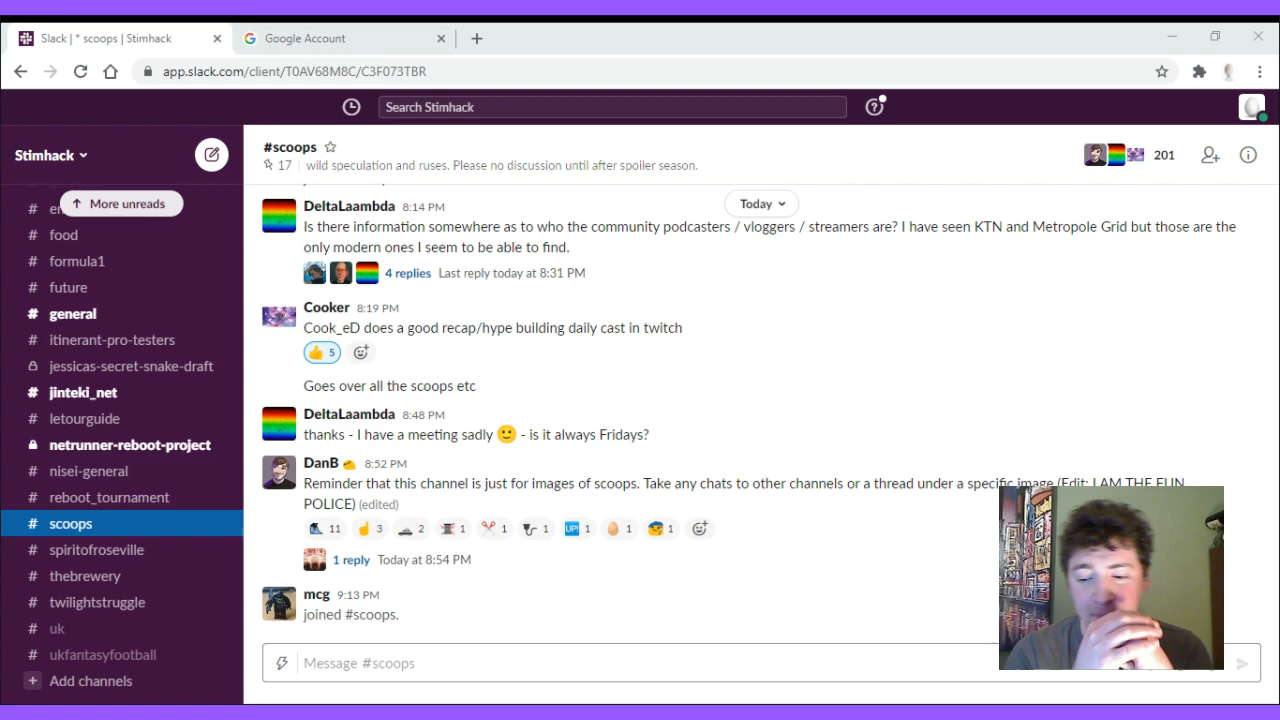 Slack | * scoops | Stimhack
Google Account
app.slack.com/client/T0AV68M8C/C3F073TBR
Search Stimhack
Stimhack
More unreads
# food
# formula1
# future
# general
# itinerant-pro-testers
jessicas-secret-snake-draft
# jinteki_net
# letourguide
netrunner-reboot-project
# nisei-general
# reboot_tournament
# scoops
# spiritofroseville
# thebrewery
# twilightstruggle
# uk
# ukfantasyfootball
+ Add channels
#scoops
17 | wild speculation and ruses. Please no discussion until after spoiler season.
201
Today
DeltaLaambda 8:14 PM
Is there information somewhere as to who the community podcasters / vloggers / streamers are? I have seen KTN and Metropole Grid but those are the
only modern ones I seem to be able to find.
4 replies Last reply today at 8:31 PM
Cooker 8:19 PM
Cook_eD does a good recap/hype building daily cast in twitch
5
Goes over all the scoops etc
DeltaLaambda 8:48 PM
thanks - I have a meeting sadly 🙂 - is it always Fridays?
DanB 8:52 PM
Reminder that this channel is just for images of scoops. Take any chats to other channels or a thread under a specific image (Edit: I AM THE FUN
POLICE) (edited)
11 3 2 1 1 1 UP! 1 1 1
1 reply Today at 8:54 PM
mcg 9:13 PM
joined #scoops.
Message #scoops